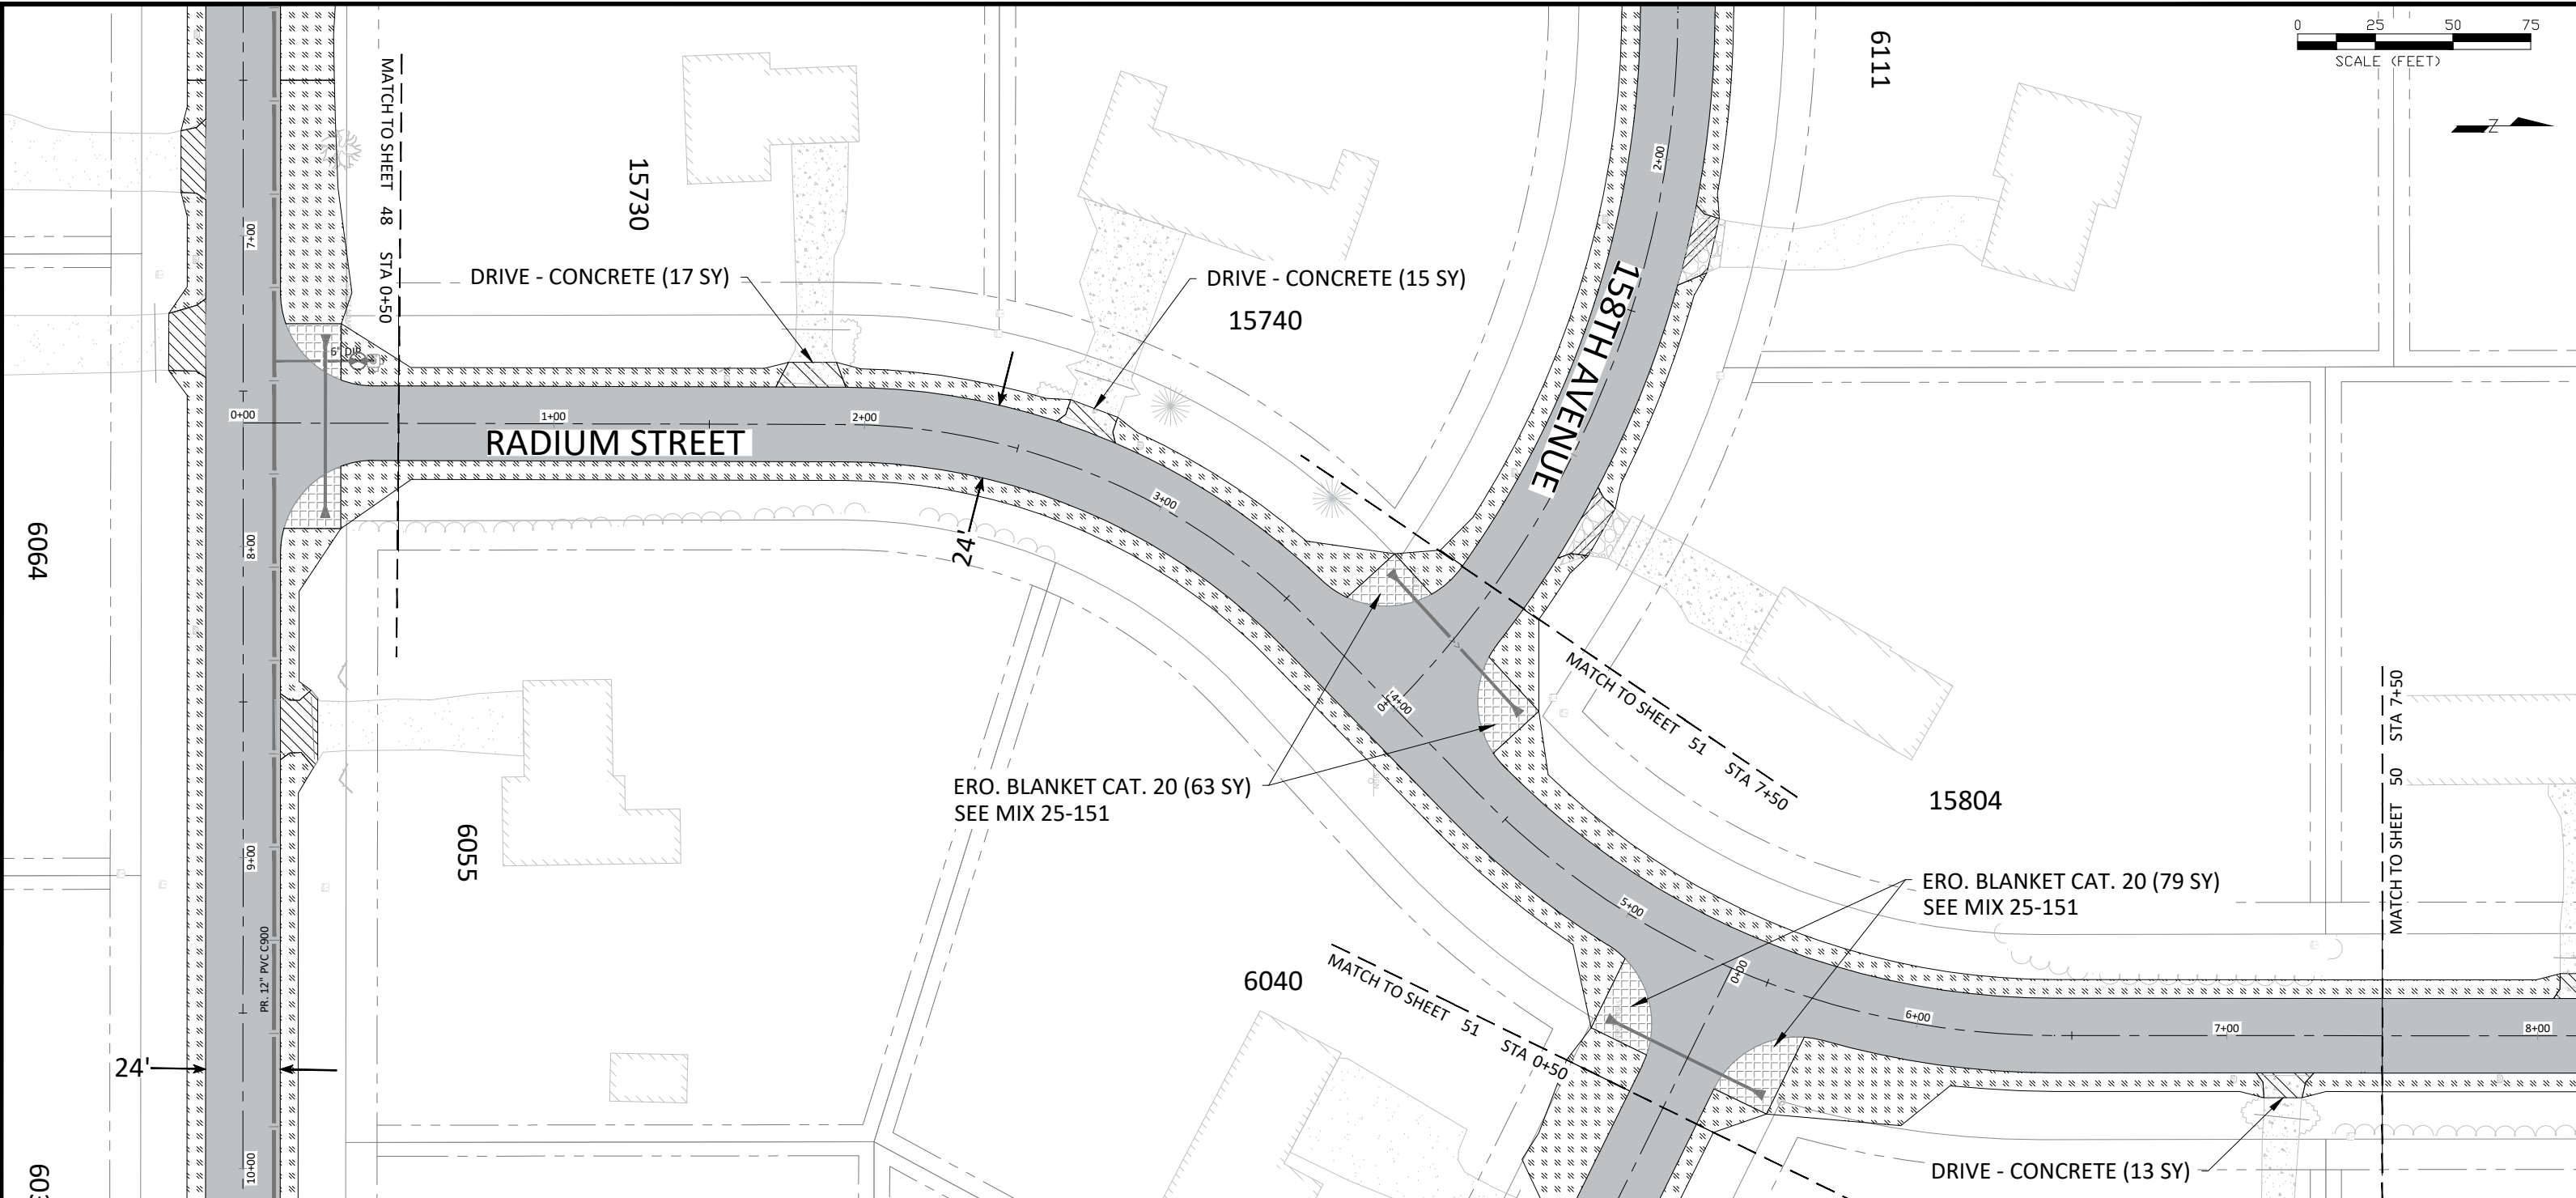 0 25 50 75
SCALE (FEET)
Z
6111
MATCH TO SHEET 48 STA 0+50
15730
DRIVE - CONCRETE (17 SY)
DRIVE - CONCRETE (15 SY)
15740
2+00
158TH AVENUE
7+00
6" DIP
0+00
1+00
2+00
RADIUM STREET
3+00
24'
6064
8+00
4+00
MATCH TO SHEET 51 STA 7+50
MATCH TO SHEET 50 STA 7+50
ERO. BLANKET CAT. 20 (63 SY)
SEE MIX 25-151
15804
6055
9+00
5+00
ERO. BLANKET CAT. 20 (79 SY)
SEE MIX 25-151
PR. 12" PVC C900
6040
MATCH TO SHEET 51 STA 0+50
0+00
6+00
7+00
8+00
24'
10+00
DRIVE - CONCRETE (13 SY)